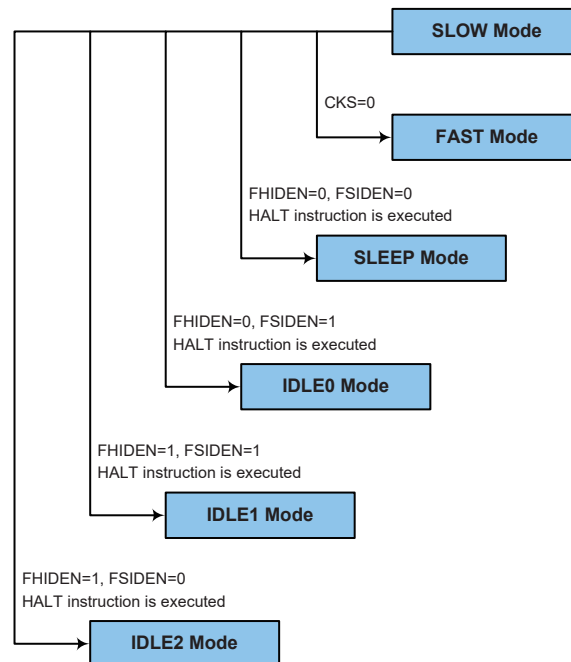 SLOW Mode
CKS=0
FAST Mode
FHIDEN=0, FSIDEN=0
HALT instruction is executed
SLEEP Mode
FHIDEN=0, FSIDEN=1
HALT instruction is executed
IDLE0 Mode
FHIDEN=1, FSIDEN=1
HALT instruction is executed
IDLE1 Mode
FHIDEN=1, FSIDEN=0
HALT instruction is executed
IDLE2 Mode